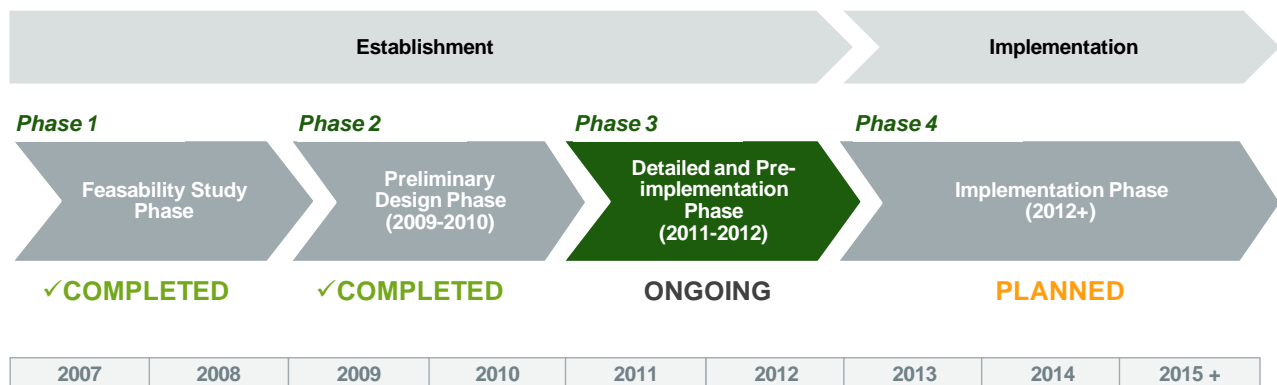 Establishment
Implementation
Phase 1
Phase 2
Phase 3
Phase 4
Feasability Study
Phase
Preliminary
Design Phase
(2009-2010)
Detailed and Pre-
implementation
Phase
(2011-2012)
Implementation Phase
(2012+)
✓COMPLETED
✓COMPLETED
ONGOING
PLANNED
2007
2008
2009
2010
2011
2012
2013
2014
2015 +